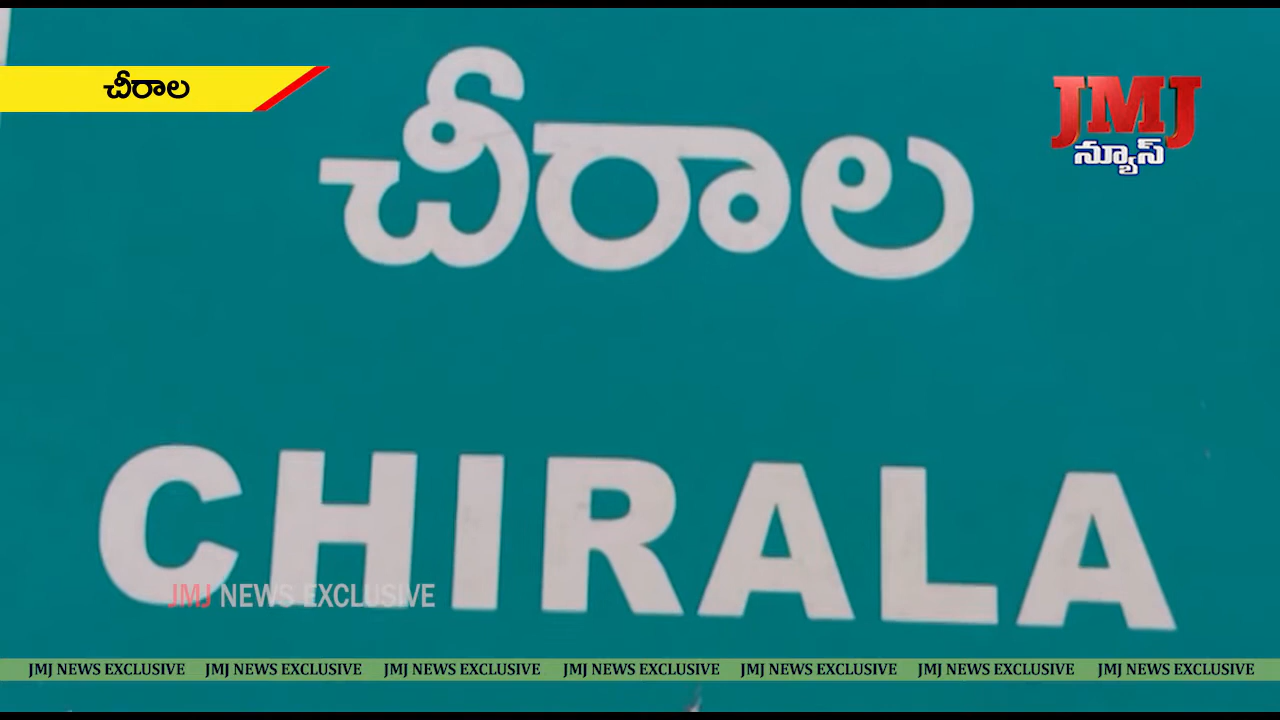 చీరాల
JMJ
న్యూస్
చీరాల
CHIRALA
JMJ NEWS EXCLUSIVE
JMJ NEWS EXCLUSIVE JMJ NEWS EXCLUSIVE JMJ NEWS EXCLUSIVE JMJ NEWS EXCLUSIVE JMJ NEWS EXCLUSIVE JMJ NEWS EXCLUSIVE JMJ NEWS EXCLUSIVE